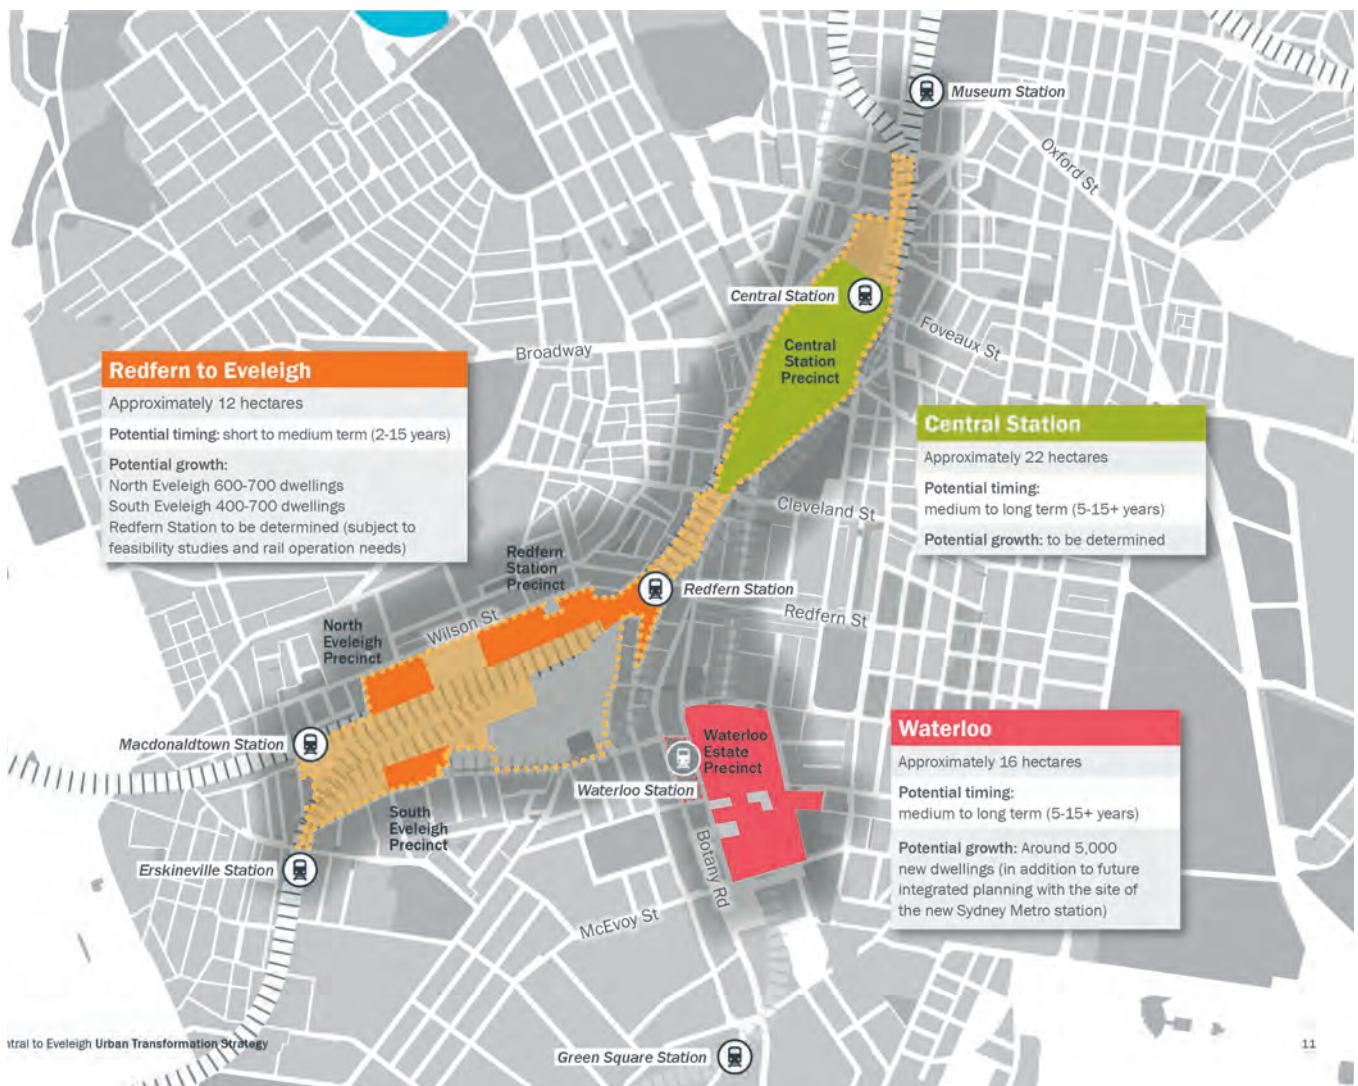 Museum Station
Oxford St
Central Station
Foveaux St
Broadway
Central
Station
Precinct
Redfern to Eveleigh
Approximately 12 hectares
Potential timing: short to medium term (2-15 years)
Potential growth:
North Eveleigh 600-700 dwellings
South Eveleigh 400-700 dwellings
Redfern Station to be determined (subject to
feasibility studies and rail operation needs)
Central Station
Approximately 22 hectares
Potential timing:
medium to long term (5-15+ years)
Potential growth: to be determined
Cleveland St
Redfern
Station
Precinct
Redfern Station
Redfern St
Wilson St
North
Eveleigh
Precinct
Macdonaldtown Station
Waterloo
Estate
Precinct
Waterloo Station
Waterloo
Approximately 16 hectares
Potential timing:
medium to long term (5-15+ years)
Potential growth: Around 5,000
new dwellings (in addition to future
integrated planning with the site of
the new Sydney Metro station)
South
Eveleigh
Precinct
Botany Rd
Erskineville Station
McEvoy St
ntral to Eveleigh Urban Transformation Strategy
Green Square Station
11